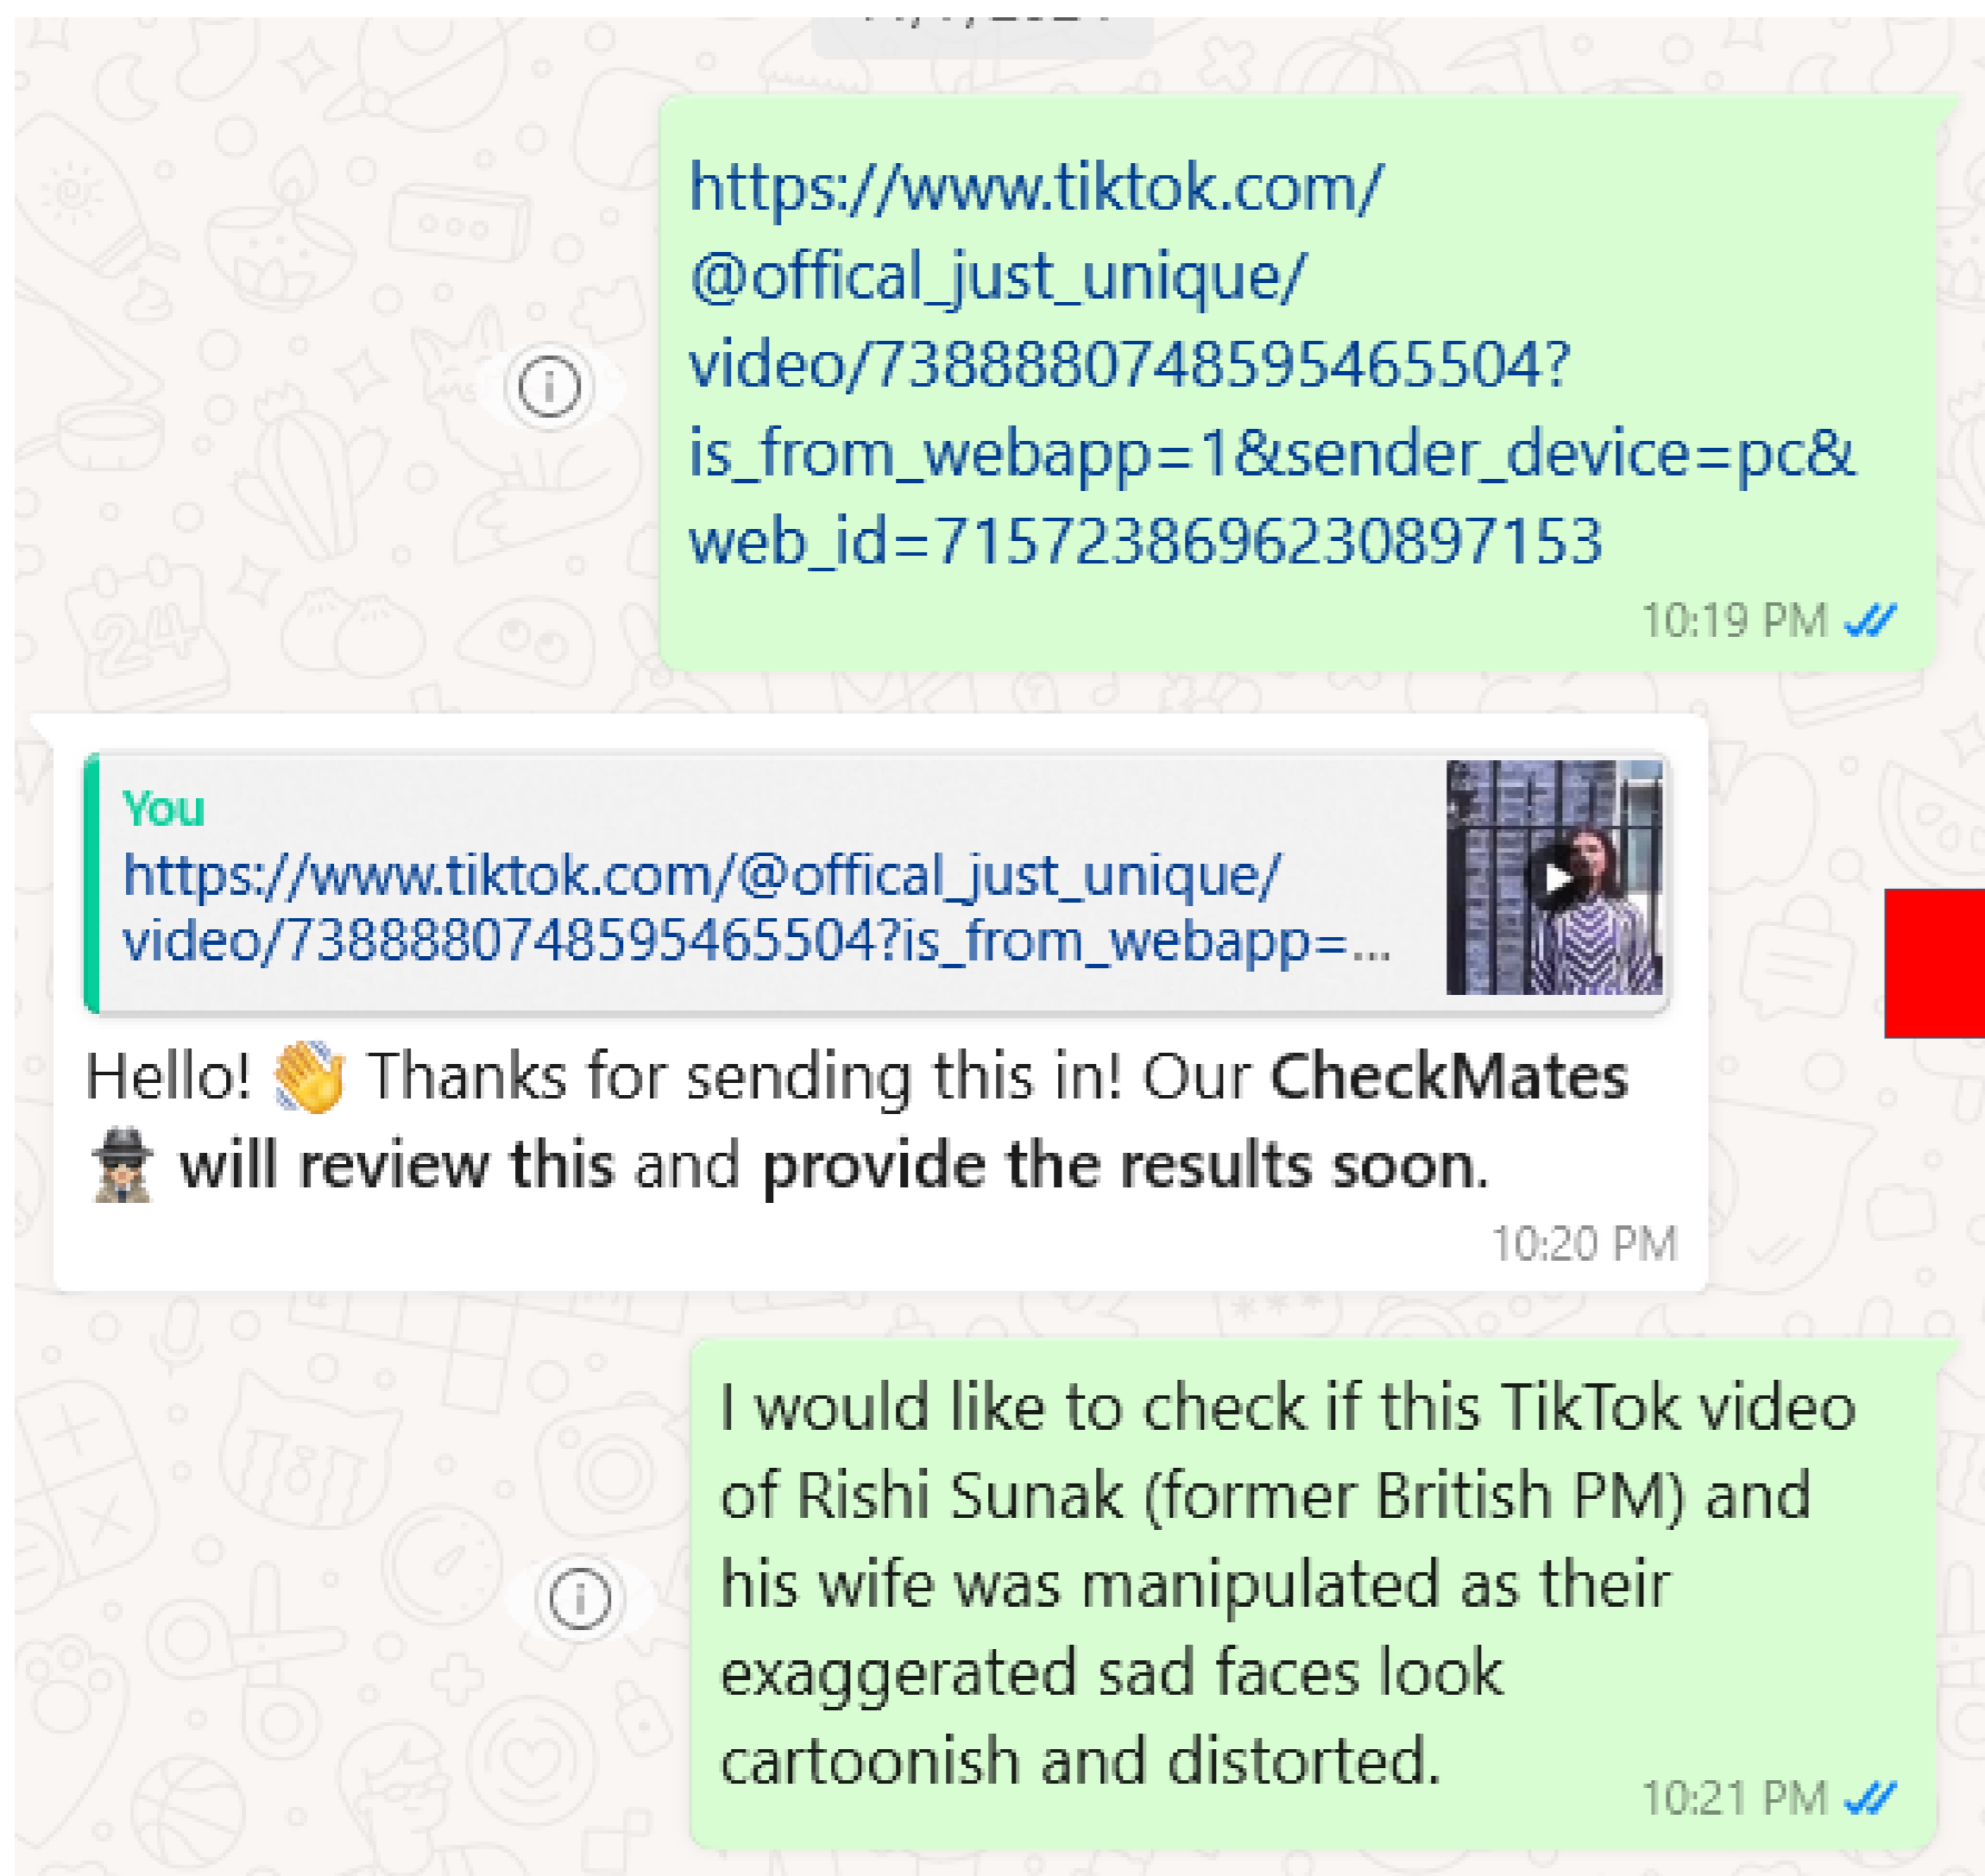 https://www.tiktok.com/
@offical_just_unique/
video/7388880748595465504?
is_from_webapp=1&sender_device=pc&
web_id=7157238696230897153
10:19 PM
You
https://www.tiktok.com/@offical_just_unique/
video/7388880748595465504?is_from_webapp=...
Hello! 👋 Thanks for sending this in! Our CheckMates
🕵 will review this and provide the results soon.
10:20 PM
I would like to check if this TikTok video
of Rishi Sunak (former British PM) and
his wife was manipulated as their
exaggerated sad faces look
cartoonish and distorted.
10:21 PM